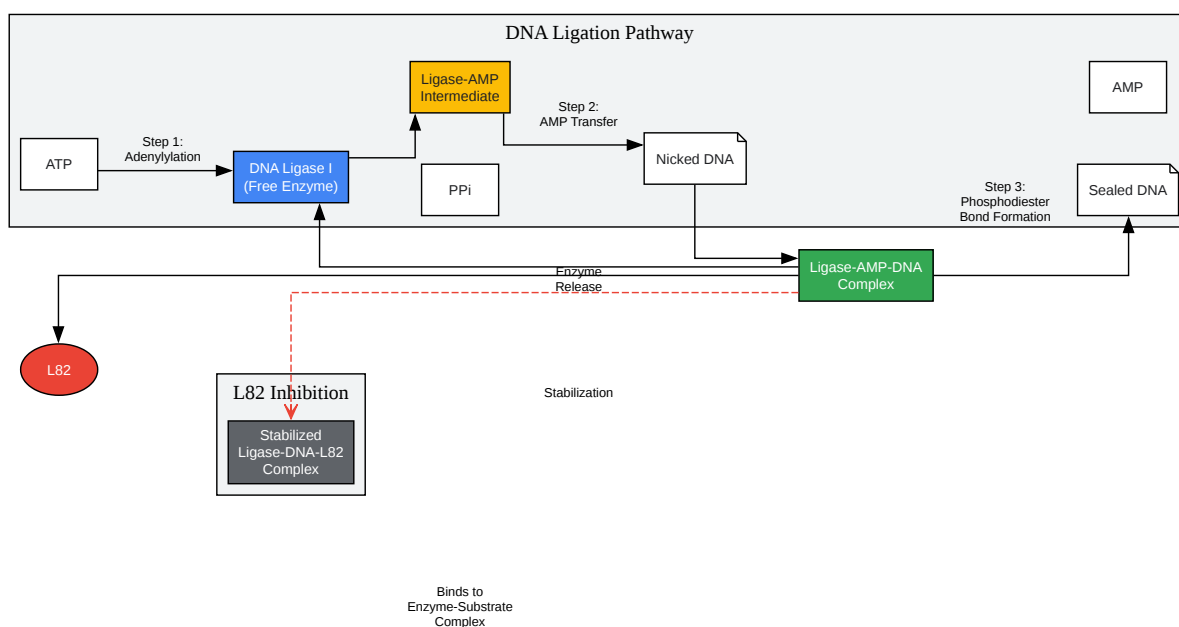 DNA Ligation Pathway
Ligase-AMP
Intermediate
AMP
Step 2:
AMP Transfer
Step 1:
Adenylylation
ATP
DNA Ligase I
(Free Enzyme)
PPi
Nicked DNA
Step 3:
Phosphodiester
Bond Formation
Sealed DNA
Ligase-AMP-DNA
Complex
Enzyme
Release
L82
L82 Inhibition
Stabilization
Stabilized
Ligase-DNA-L82
Complex
Binds to
Enzyme-Substrate
Complex